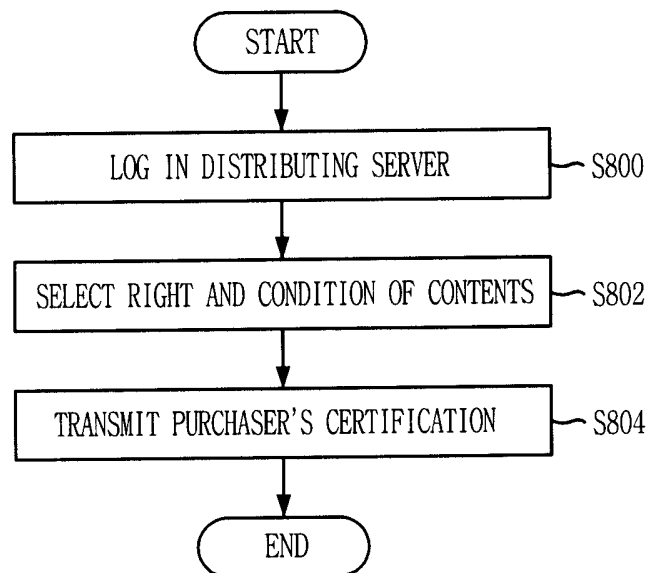 START
LOG IN DISTRIBUTING SERVER
S800
SELECT RIGHT AND CONDITION OF CONTENTS
S802
TRANSMIT PURCHASER'S CERTIFICATION
S804
END